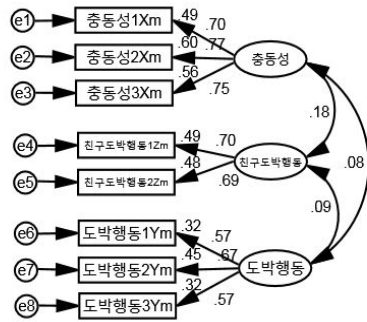 e1 충동성1Xm .49 .70
e2 충동성2Xm .60 .77 충동성
e3 충동성3Xm .56 .75
.18
e4 친구도박행동1Zm .49 .70
친구도박행동 .08
e5 친구도박행동2Zm .48 .69
.09
e6 도박행동1Ym .32 .57
e7 도박행동2Ym .45 .67 도박행동
e8 도박행동3Ym .32 .57